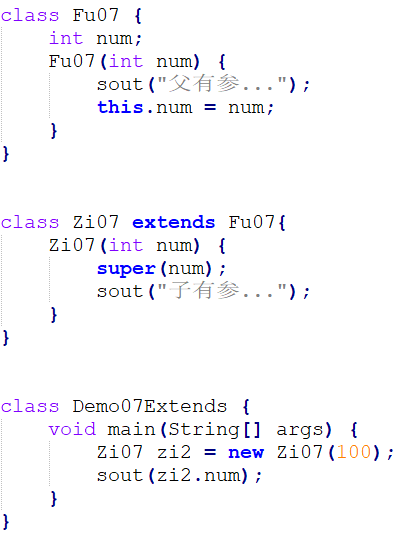 class Fu07 {
    int num;
    Fu07(int num) {
        sout("父有参...");
        this.num = num;
    }
}
class Zi07 extends Fu07{
    Zi07(int num) {
        super(num);
        sout("子有参...");
    }
}
class Demo07Extends {
    void main(String[] args) {
        Zi07 zi2 = new Zi07(100);
        sout(zi2.num);
    }
}